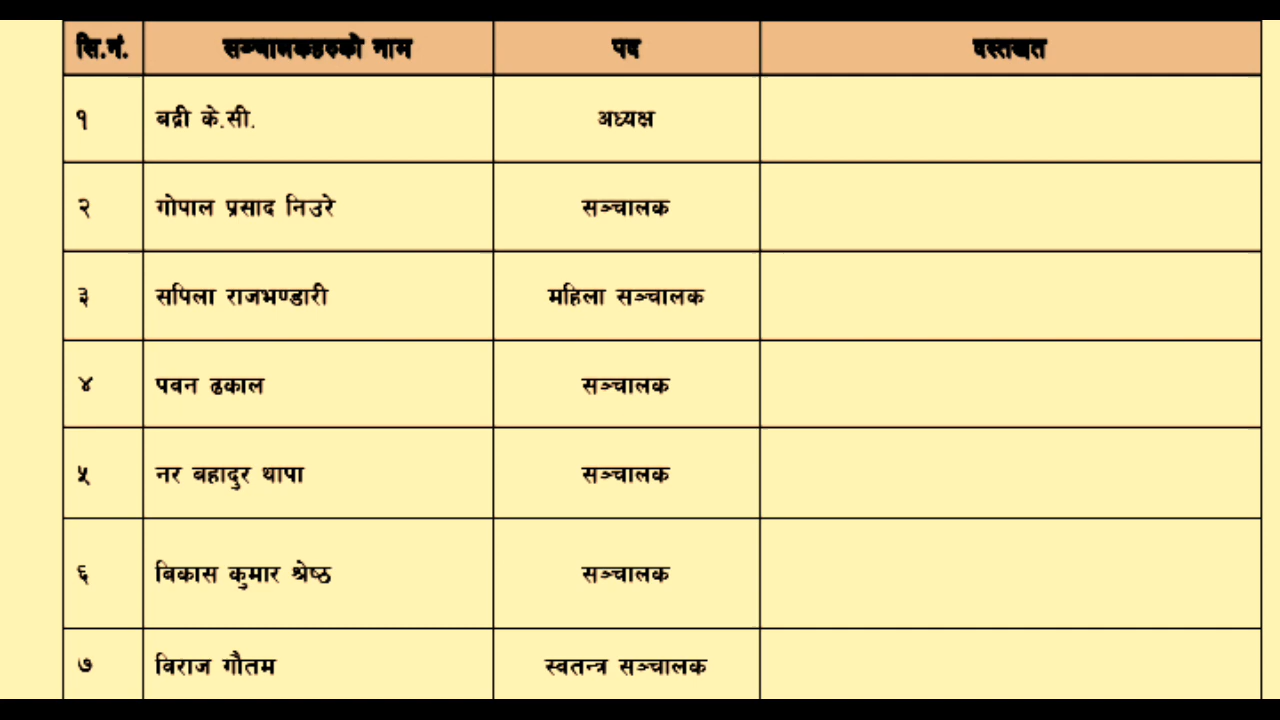 सि.नं. सञ्चालकहरुको नाम पद दस्तखत
१ बद्री के.सी. अध्यक्ष
२ गोपाल प्रसाद निउरे सञ्चालक
३ सपिला राजभण्डारी महिला सञ्चालक
४ पवन ढकाल सञ्चालक
५ नर बहादुर थापा सञ्चालक
६ बिकास कुमार श्रेष्ठ सञ्चालक
७ विराज गौतम स्वतन्त्र सञ्चालक